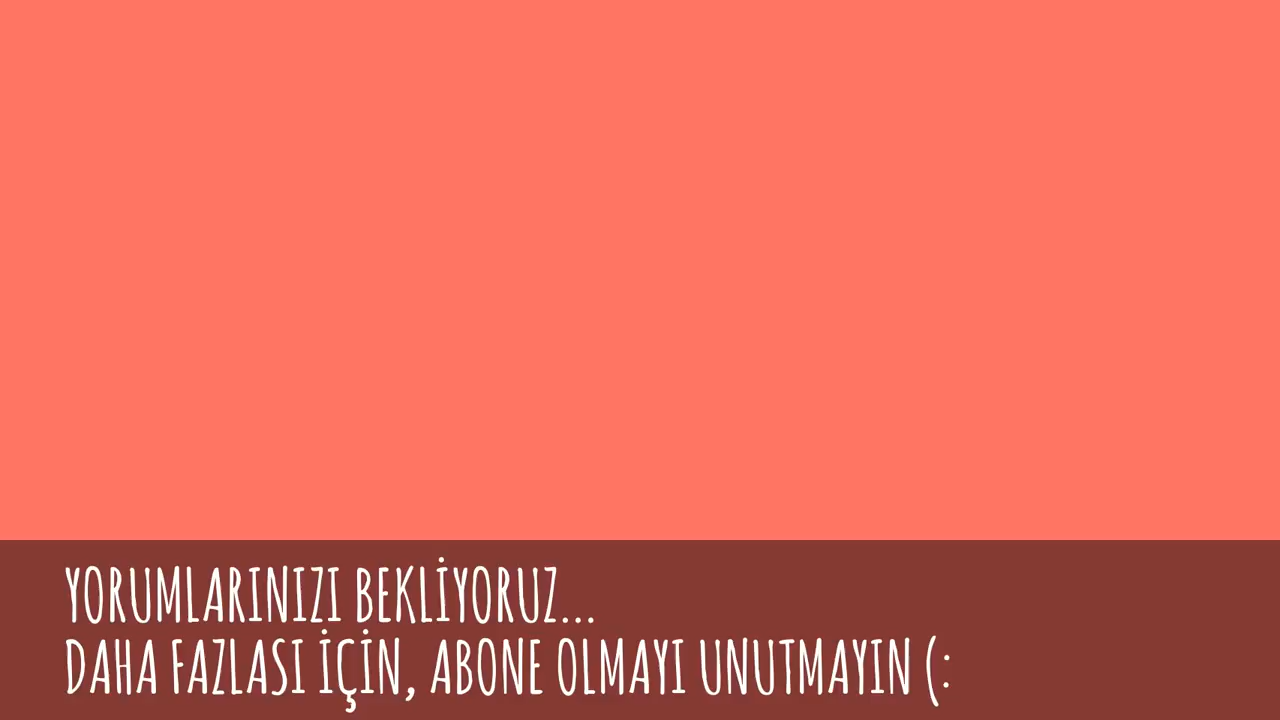 YORUMLARINIZI BEKLİYORUZ...
DAHA FAZLASI İÇİN, ABONE OLMAYI UNUTMAYIN (: